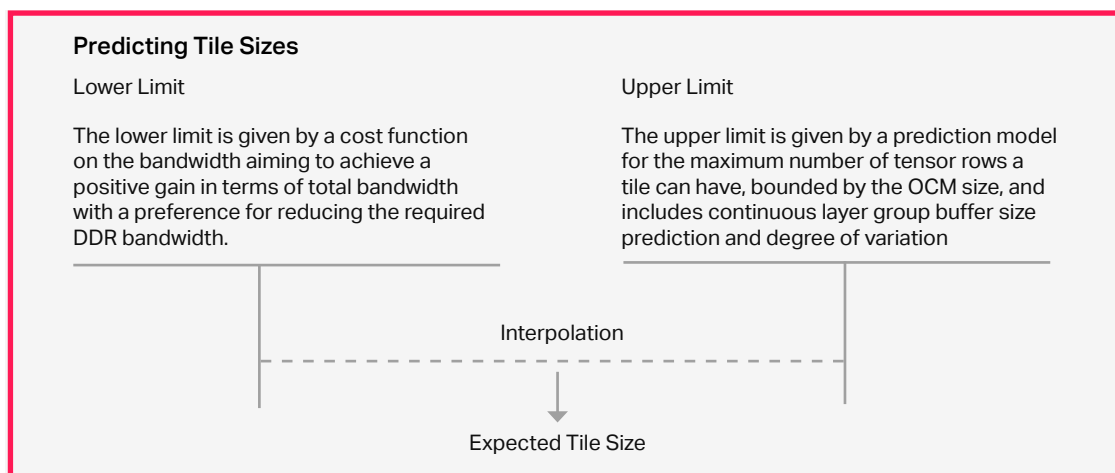 Predicting Tile Sizes
Lower Limit
The lower limit is given by a cost function
on the bandwidth aiming to achieve a
positive gain in terms of total bandwidth
with a preference for reducing the required
DDR bandwidth.
Upper Limit
The upper limit is given by a prediction model
for the maximum number of tensor rows a
tile can have, bounded by the OCM size, and
includes continuous layer group buffer size
prediction and degree of variation
Interpolation
Expected Tile Size